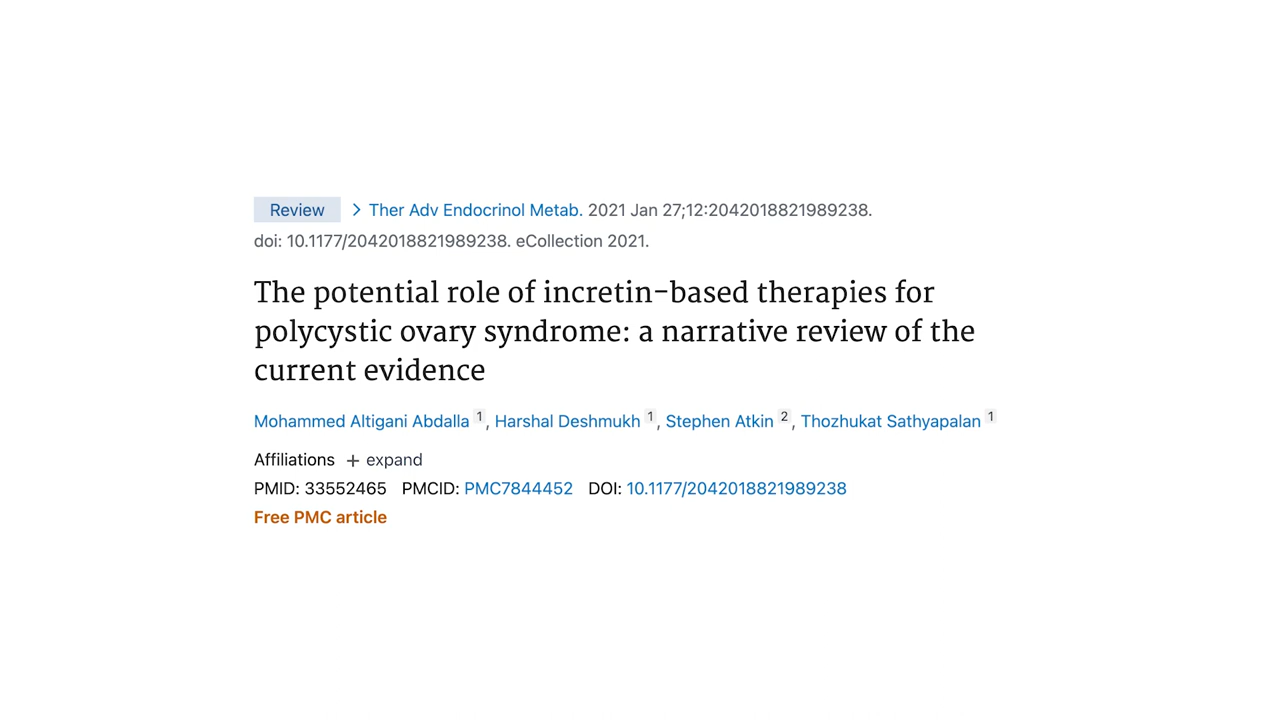 Review > Ther Adv Endocrinol Metab. 2021 Jan 27;12:2042018821989238.
doi: 10.1177/2042018821989238. eCollection 2021.
The potential role of incretin-based therapies for
polycystic ovary syndrome: a narrative review of the
current evidence
Mohammed Altigani Abdalla 1, Harshal Deshmukh 1, Stephen Atkin 2, Thozhukat Sathyapalan 1
Affiliations + expand
PMID: 33552465 PMCID: PMC7844452 DOI: 10.1177/2042018821989238
Free PMC article